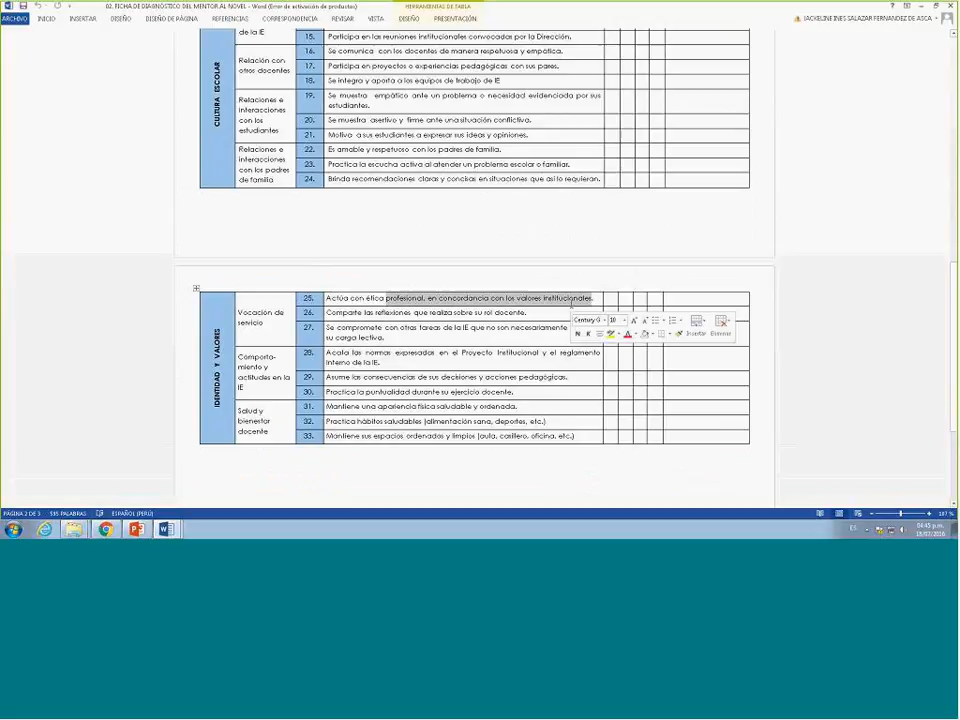 02. FICHA DE DIAGNÓSTICO DEL MENTOR AL NOVEL - Word (Error de activación de productos)
HERRAMIENTAS DE TABLA
ARCHIVO INICIO INSERTAR DISEÑO DISEÑO DE PÁGINA REFERENCIAS CORRESPONDENCIA REVISAR VISTA DISEÑO PRESENTACIÓN
JACKELINE INES SALAZAR FERNANDEZ DE ASCA
CULTURA ESCOLAR
de la IE
15. Participa en las reuniones institucionales convocadas por la Dirección.
Relación con otros docentes
16. Se comunica con los docentes de manera respetuosa y empática.
17. Participa en proyectos o experiencias pedagógicas con sus pares.
18. Se integra y aporta a los equipos de trabajo de IE
Relaciones e interacciones con los estudiantes
19. Se muestra empático ante un problema o necesidad evidenciada por sus
estudiantes.
20. Se muestra asertivo y firme ante una situación conflictiva.
21. Motiva a sus estudiantes a expresar sus ideas y opiniones.
Relaciones e interacciones con los padres de familia
22. Es amable y respetuoso con los padres de familia.
23. Practica la escucha activa al atender un problema escolar o familiar.
24. Brinda recomendaciones claras y concisas en situaciones que así lo requieran.
IDENTIDAD Y VALORES
Vocación de servicio
25. Actúa con ética profesional, en concordancia con los valores institucionales.
26. Comparte las reflexiones que realiza sobre su rol docente.
27. Se compromete con otras tareas de la IE que no son necesariamente
su carga lectiva.
Comporta-
miento y actitudes en la IE
28. Acata las normas expresadas en el Proyecto Institucional y el reglamento
interno de la IE.
29. Asume las consecuencias de sus decisiones y acciones pedagógicas.
30. Practica la puntualidad durante su ejercicio docente.
Salud y bienestar docente
31. Mantiene una apariencia física saludable y ordenada.
32. Practica hábitos saludables (alimentación sana, deportes, etc.)
33. Mantiene sus espacios ordenados y limpios (aula, casillero, oficina, etc.)
Century G 10
N K Insertar Eliminar
PÁGINA 2 DE 3 515 PALABRAS ESPAÑOL (PERÚ)
ES
04:45 p.m.